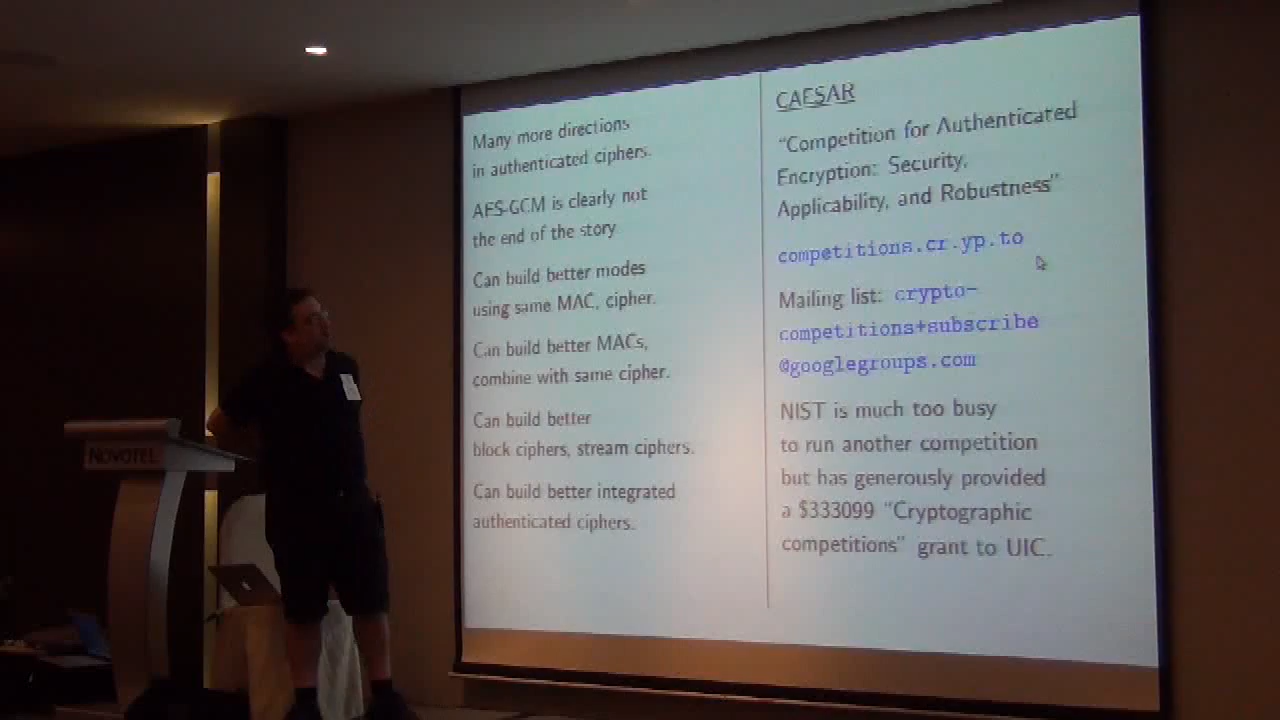 Many more directions
in authenticated ciphers.
AES-GCM is clearly not
the end of the story
Can build better modes
using same MAC, cipher.
Can build better MACs,
combine with same cipher.
Can build better
block ciphers, stream ciphers.
Can build better integrated
authenticated ciphers.
CAESAR
“Competition for Authenticated
Encryption: Security,
Applicability, and Robustness”
competitions.cr.yp.to
Mailing list: crypto-
competitions+subscribe
@googlegroups.com
NIST is much too busy
to run another competition
but has generously provided
a $333099 “Cryptographic
competitions” grant to UIC.
NOVOTEL